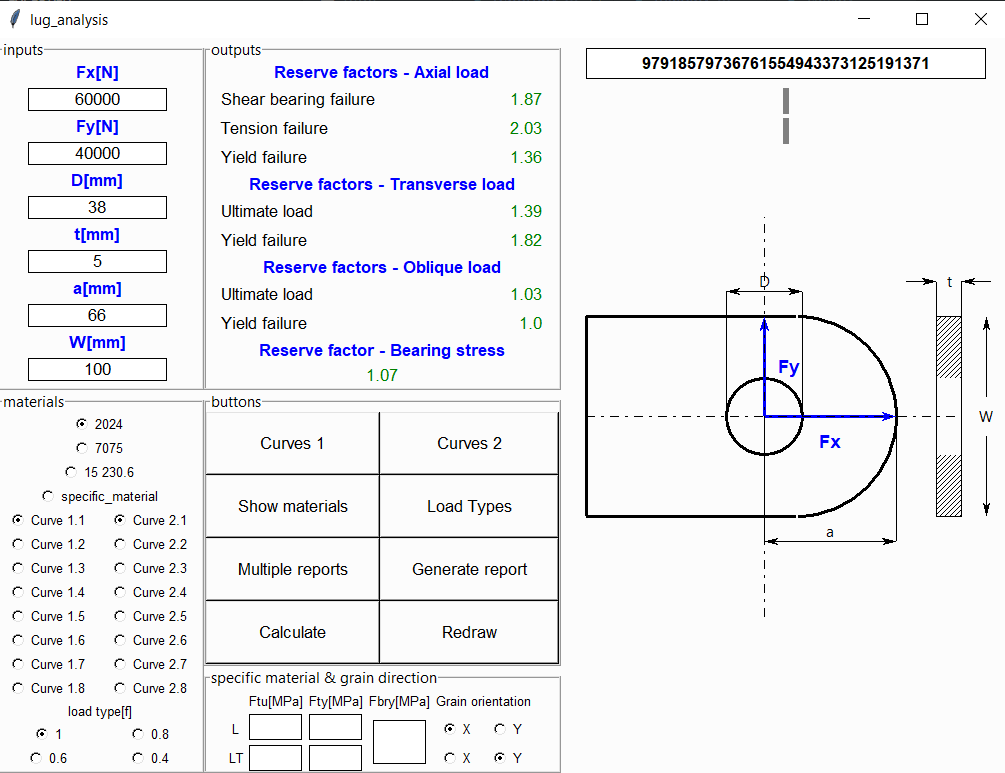 lug_analysis
inputs
Fx[N]
60000
Fy[N]
40000
D[mm]
38
t[mm]
5
a[mm]
66
W[mm]
100
outputs
Reserve factors - Axial load
Shear bearing failure 1.87
Tension failure 2.03
Yield failure 1.36
Reserve factors - Transverse load
Ultimate load 1.39
Yield failure 1.82
Reserve factors - Oblique load
Ultimate load 1.03
Yield failure 1.0
Reserve factor - Bearing stress
1.07
materials
2024
7075
15 230.6
specific_material
Curve 1.1 Curve 2.1
Curve 1.2 Curve 2.2
Curve 1.3 Curve 2.3
Curve 1.4 Curve 2.4
Curve 1.5 Curve 2.5
Curve 1.6 Curve 2.6
Curve 1.7 Curve 2.7
Curve 1.8 Curve 2.8
load type[f]
1 0.8
0.6 0.4
buttons
Curves 1 Curves 2
Show materials Load Types
Multiple reports Generate report
Calculate Redraw
specific material & grain direction
Ftu[MPa] Fty[MPa] Fbry[MPa] Grain orientation
L X Y
LT X Y
97918579736761554943373125191371
D
t
Fy
W
Fx
a